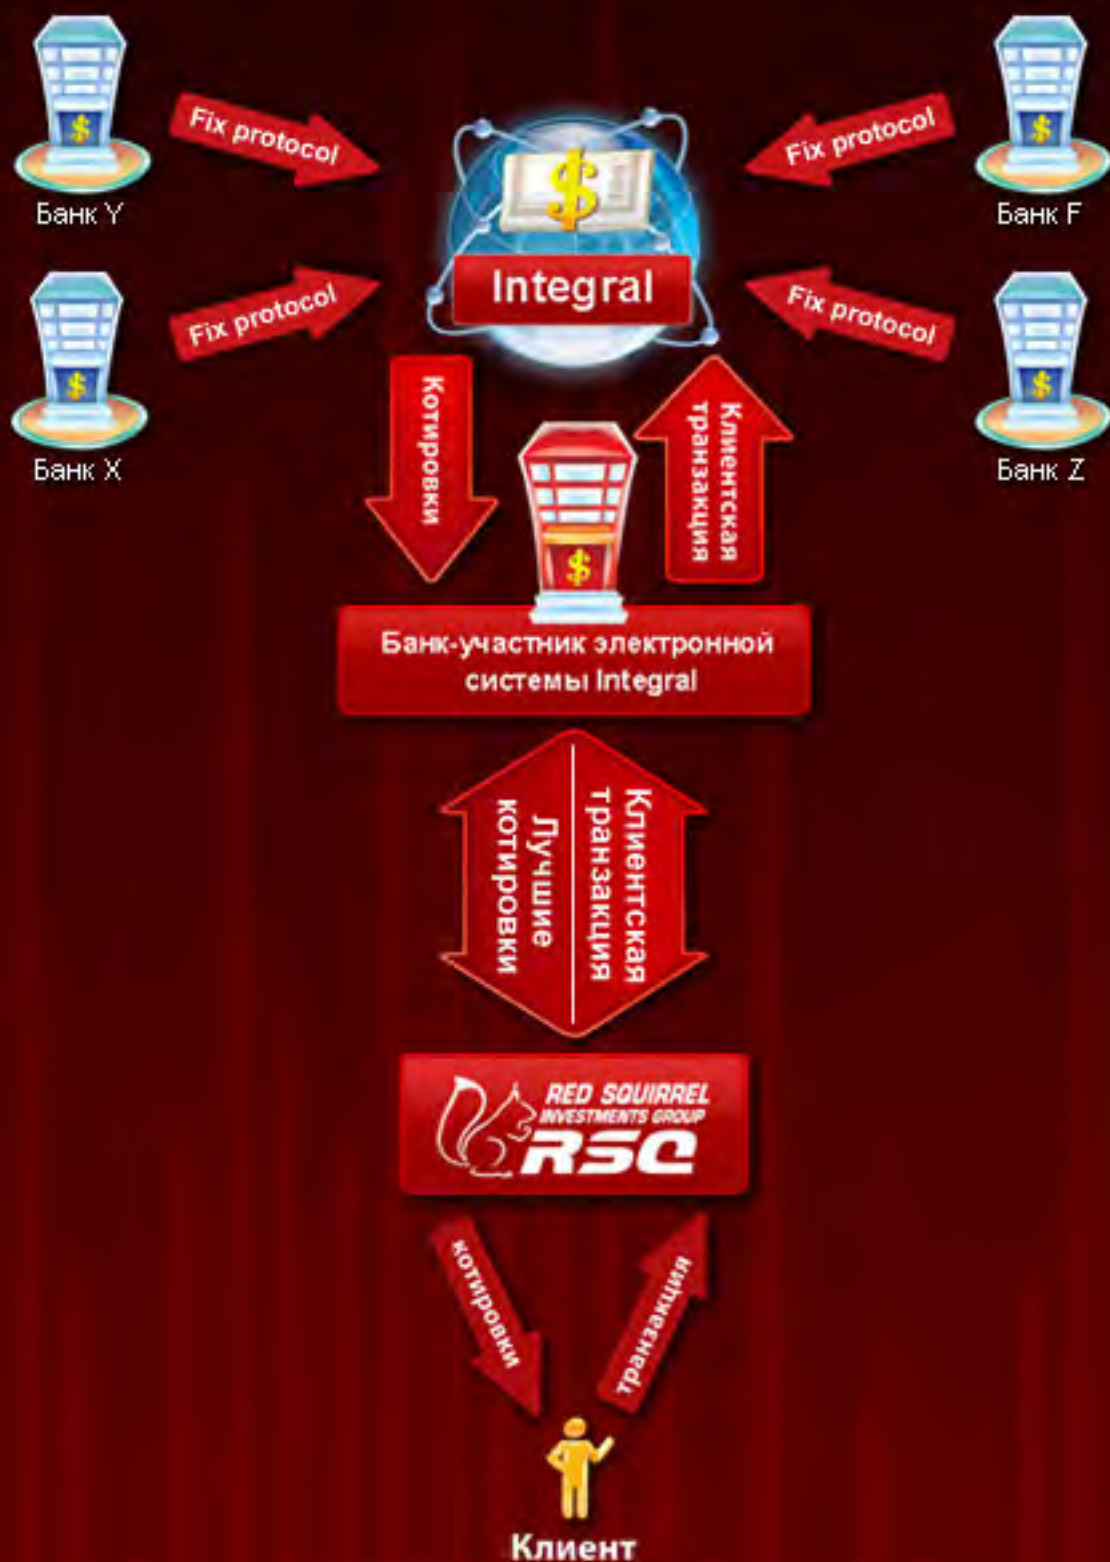 Fix protocol
Fix protocol
Банк Y
Банк F
Integral
Fix protocol
Fix protocol
Банк X
Банк Z
Котировки
Клиентская
транзакция
Банк-участник электронной
системы Integral
Лучшие
котировки
Клиентская
транзакция
RED SQUIRREL
INVESTMENTS GROUP
RSQ
котировки
транзакция
Клиент